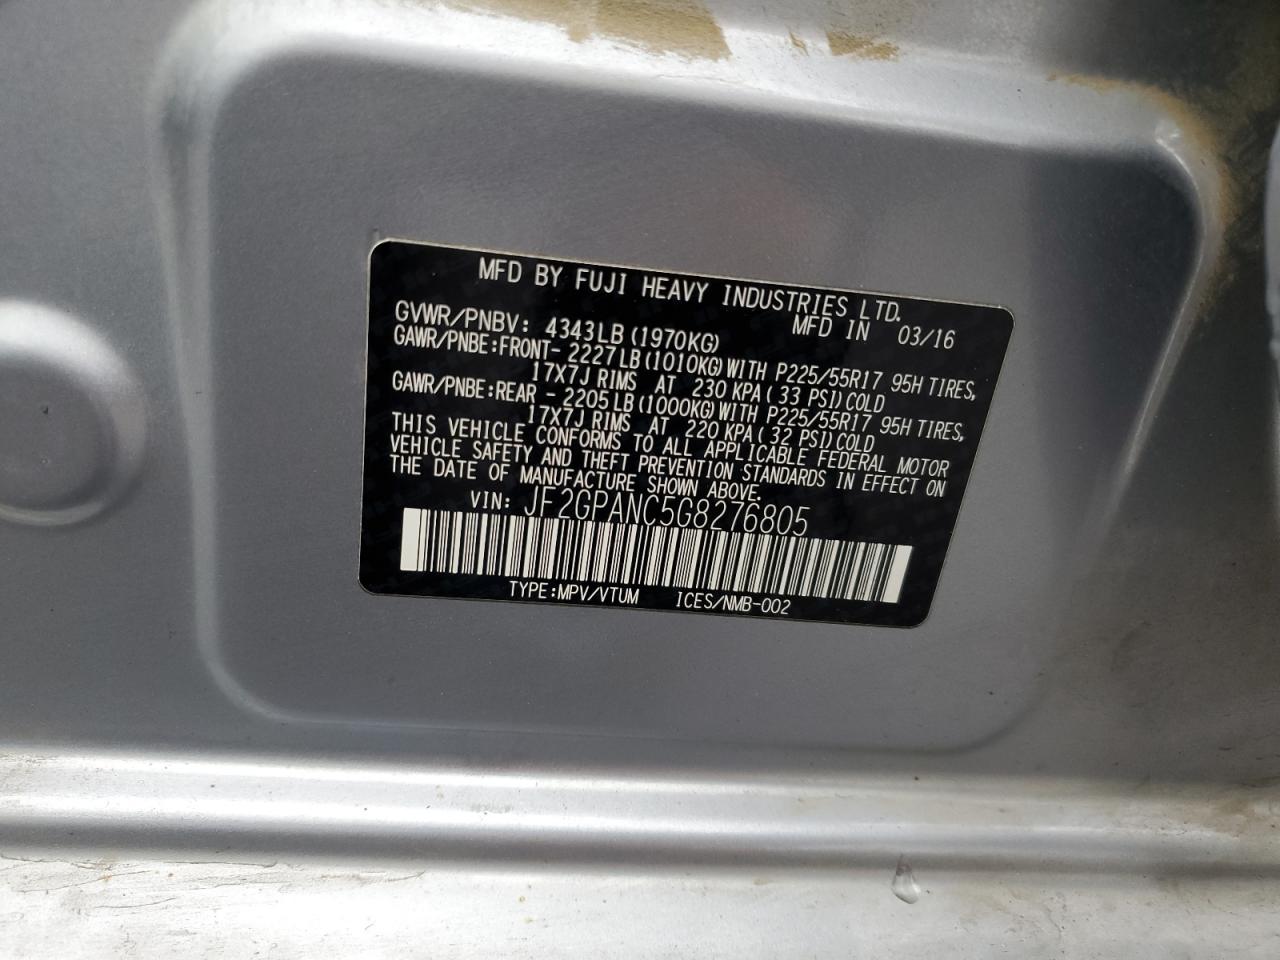 MFD BY FUJI HEAVY INDUSTRIES LTD.
MFD IN 03/16
GVWR/PNBV: 4343LB(1970KG)
GAWR/PNBE:FRONT- 2227LB(1010KG)WITH P225/55R17 95H TIRES,
17X7J RIMS AT 230 KPA(33 PSI)COLD
GAWR/PNBE:REAR - 2205LB(1000KG)WITH P225/55R17 95H TIRES,
17X7J RIMS AT 220 KPA(32 PSI)COLD
THIS VEHICLE CONFORMS TO ALL APPLICABLE FEDERAL MOTOR
VEHICLE SAFETY AND THEFT PREVENTION STANDARDS IN EFFECT ON
THE DATE OF MANUFACTURE SHOWN ABOVE.
VIN: JF2GPANC5G8276805
TYPE:MPV/VTUM ICES/NMB-002